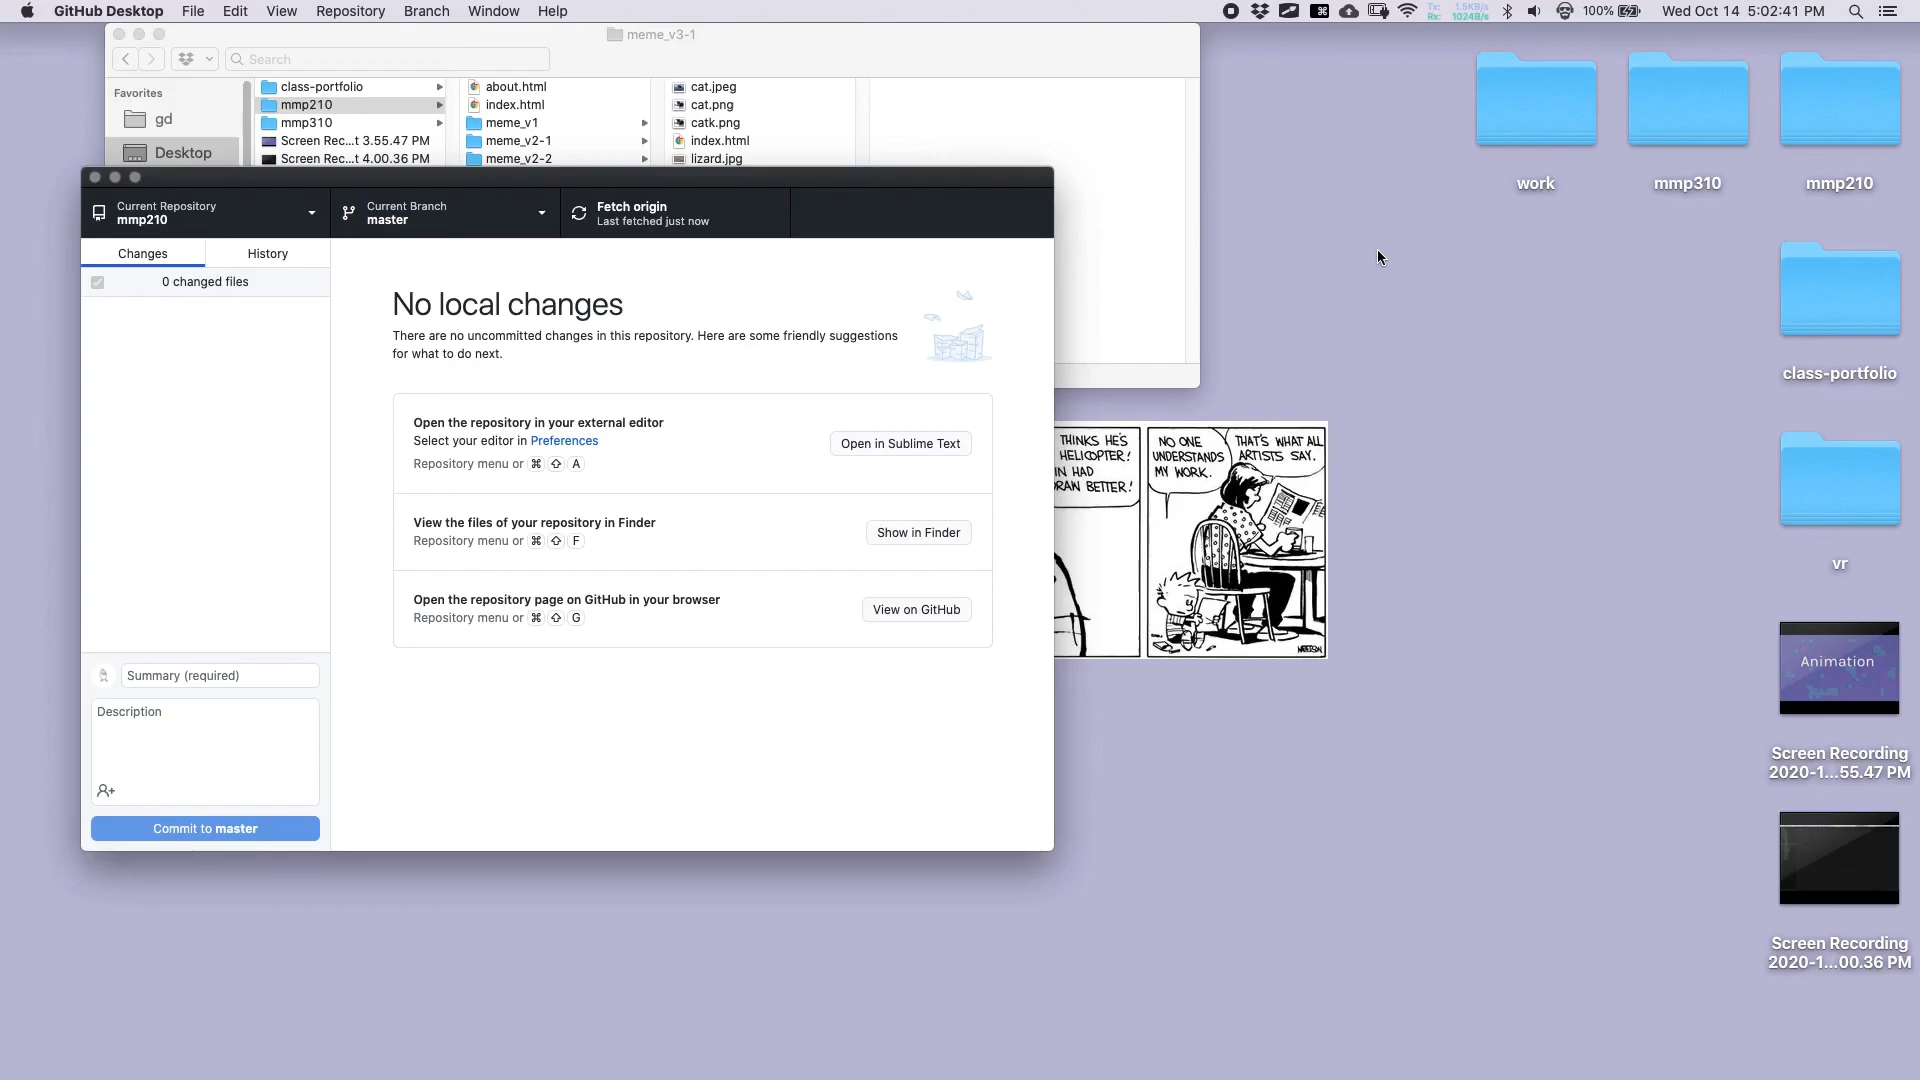 GitHub Desktop File Edit View Repository Branch Window Help
Tx: 1.5KB/s
Rx: 1024B/s
100%
Wed Oct 14 5:02:41 PM
meme_v3-1
Search
Favorites
gd
Desktop
class-portfolio
mmp210
mmp310
Screen Rec...t 3.55.47 PM
Screen Rec...t 4.00.36 PM
about.html
index.html
meme_v1
meme_v2-1
meme_v2-2
cat.jpeg
cat.png
catk.png
index.html
lizard.jpg
Current Repository
mmp210
Current Branch
master
Fetch origin
Last fetched just now
Changes
History
0 changed files
No local changes
There are no uncommitted changes in this repository. Here are some friendly suggestions
for what to do next.
Open the repository in your external editor
Select your editor in Preferences
Repository menu or ⌘ ⇧ A
Open in Sublime Text
View the files of your repository in Finder
Repository menu or ⌘ ⇧ F
Show in Finder
Open the repository page on GitHub in your browser
Repository menu or ⌘ ⇧ G
View on GitHub
Summary (required)
Description
Commit to master
THINKS HE'S
HELICOPTER!
IN HAD
RAW BETTER!
NO ONE
UNDERSTANDS
MY WORK.
THAT'S WHAT ALL
ARTISTS SAY.
WATTERSON
work
mmp310
mmp210
class-portfolio
vr
Animation
Screen Recording
2020-1...55.47 PM
Screen Recording
2020-1...00.36 PM